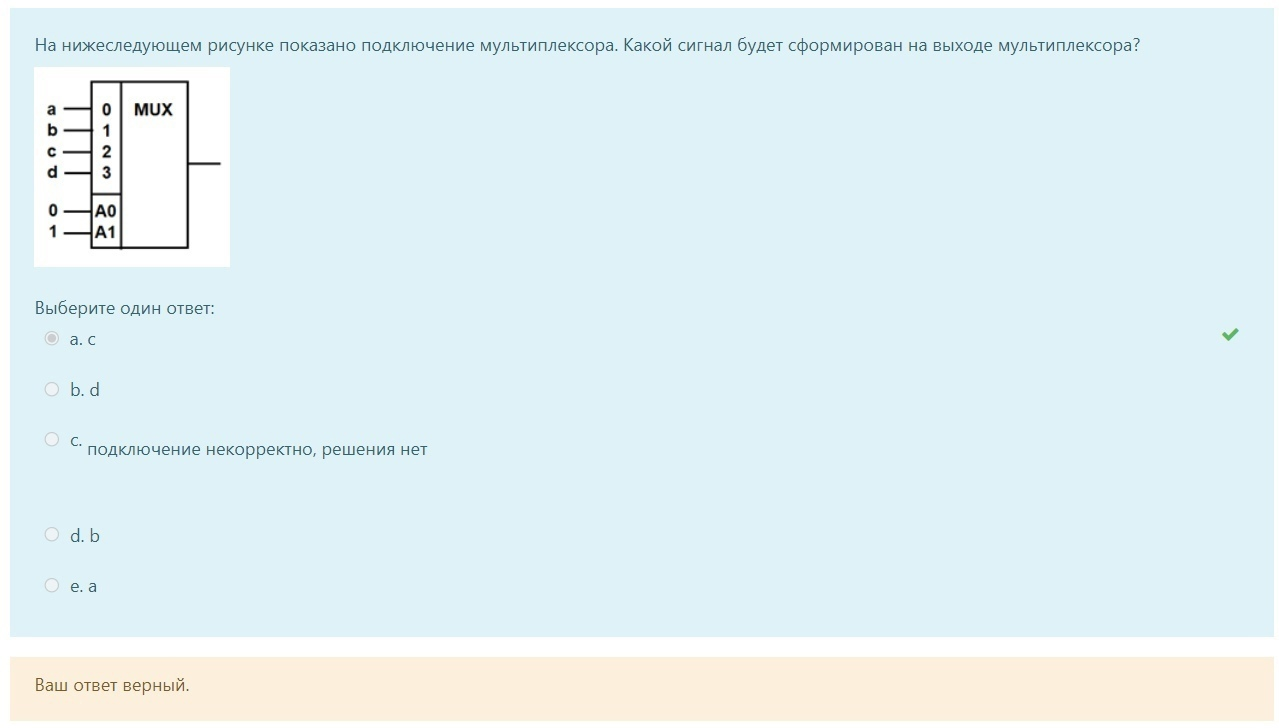 На нижеследующем рисунке показано подключение мультиплексора. Какой сигнал будет сформирован на выходе мультиплексора?
a 0 MUX
b 1
c 2
d 3
0 A0
1 A1
Выберите один ответ:
a. c
b. d
c. подключение некорректно, решения нет
d. b
e. a
Ваш ответ верный.